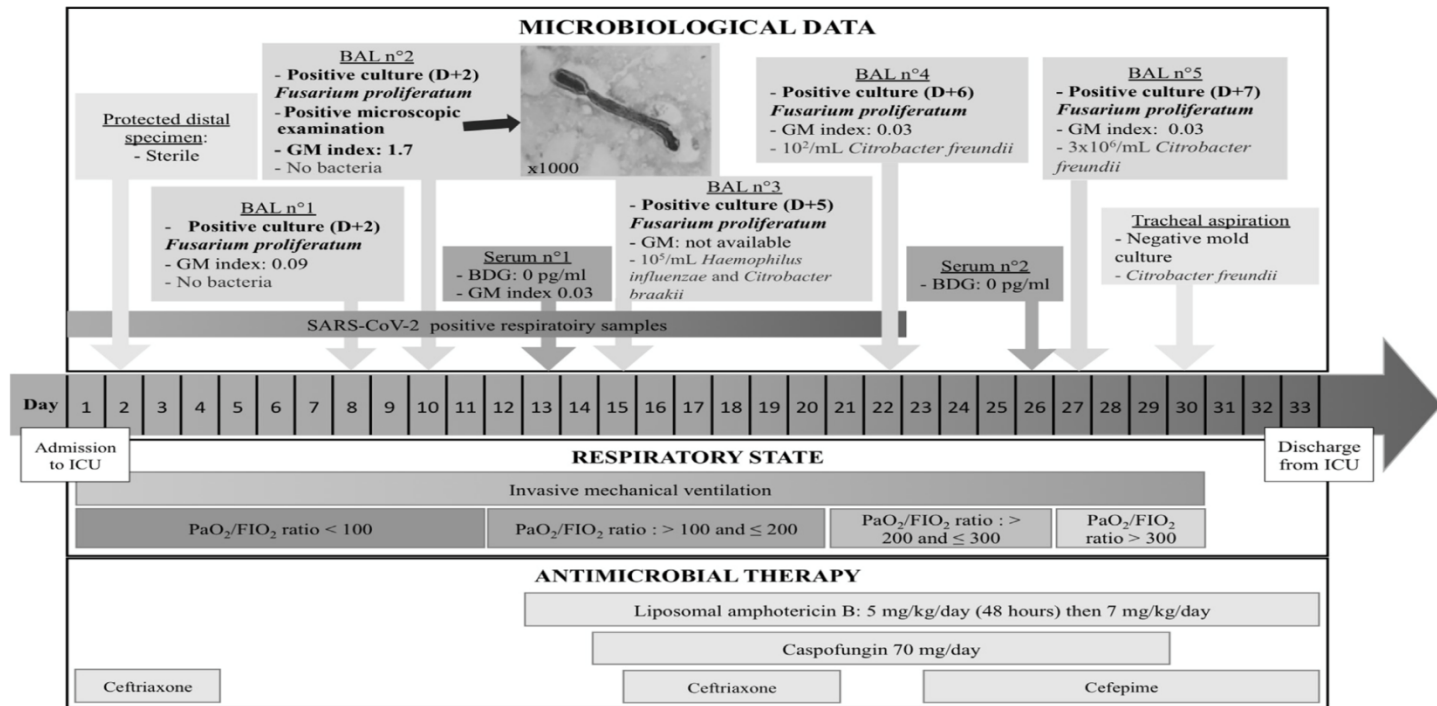 MICROBIOLOGICAL DATA
Protected distal
specimen:
- Sterile
BAL n°1
- Positive culture (D+2)
Fusarium proliferatum
- GM index: 0.09
- No bacteria
BAL n°2
- Positive culture (D+2)
Fusarium proliferatum
- Positive microscopic
examination
- GM index: 1.7
- No bacteria
x1000
Serum n°1
- BDG: 0 pg/ml
- GM index 0.03
BAL n°3
- Positive culture (D+5)
Fusarium proliferatum
- GM: not available
- 10⁵/mL Haemophilus
influenzae and Citrobacter
braakii
BAL n°4
- Positive culture (D+6)
Fusarium proliferatum
- GM index: 0.03
- 10²/mL Citrobacter freundii
Serum n°2
- BDG: 0 pg/ml
BAL n°5
- Positive culture (D+7)
Fusarium proliferatum
- GM index: 0.03
- 3x10⁶/mL Citrobacter
freundii
Tracheal aspiration
- Negative mold
culture
- Citrobacter freundii
SARS-CoV-2 positive respiratoiry samples
Day 1 2 3 4 5 6 7 8 9 10 11 12 13 14 15 16 17 18 19 20 21 22 23 24 25 26 27 28 29 30 31 32 33
Admission
to ICU
Discharge
from ICU
RESPIRATORY STATE
Invasive mechanical ventilation
PaO₂/FIO₂ ratio < 100
PaO₂/FIO₂ ratio : > 100 and ≤ 200
PaO₂/FIO₂ ratio : >
200 and ≤ 300
PaO₂/FIO₂
ratio > 300
ANTIMICROBIAL THERAPY
Liposomal amphotericin B: 5 mg/kg/day (48 hours) then 7 mg/kg/day
Caspofungin 70 mg/day
Ceftriaxone
Ceftriaxone
Cefepime